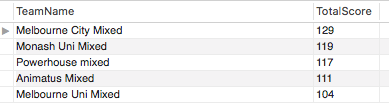 TeamName TotalScore
Melbourne City Mixed 129
Monash Uni Mixed 119
Powerhouse mixed 117
Animatus Mixed 111
Melbourne Uni Mixed 104